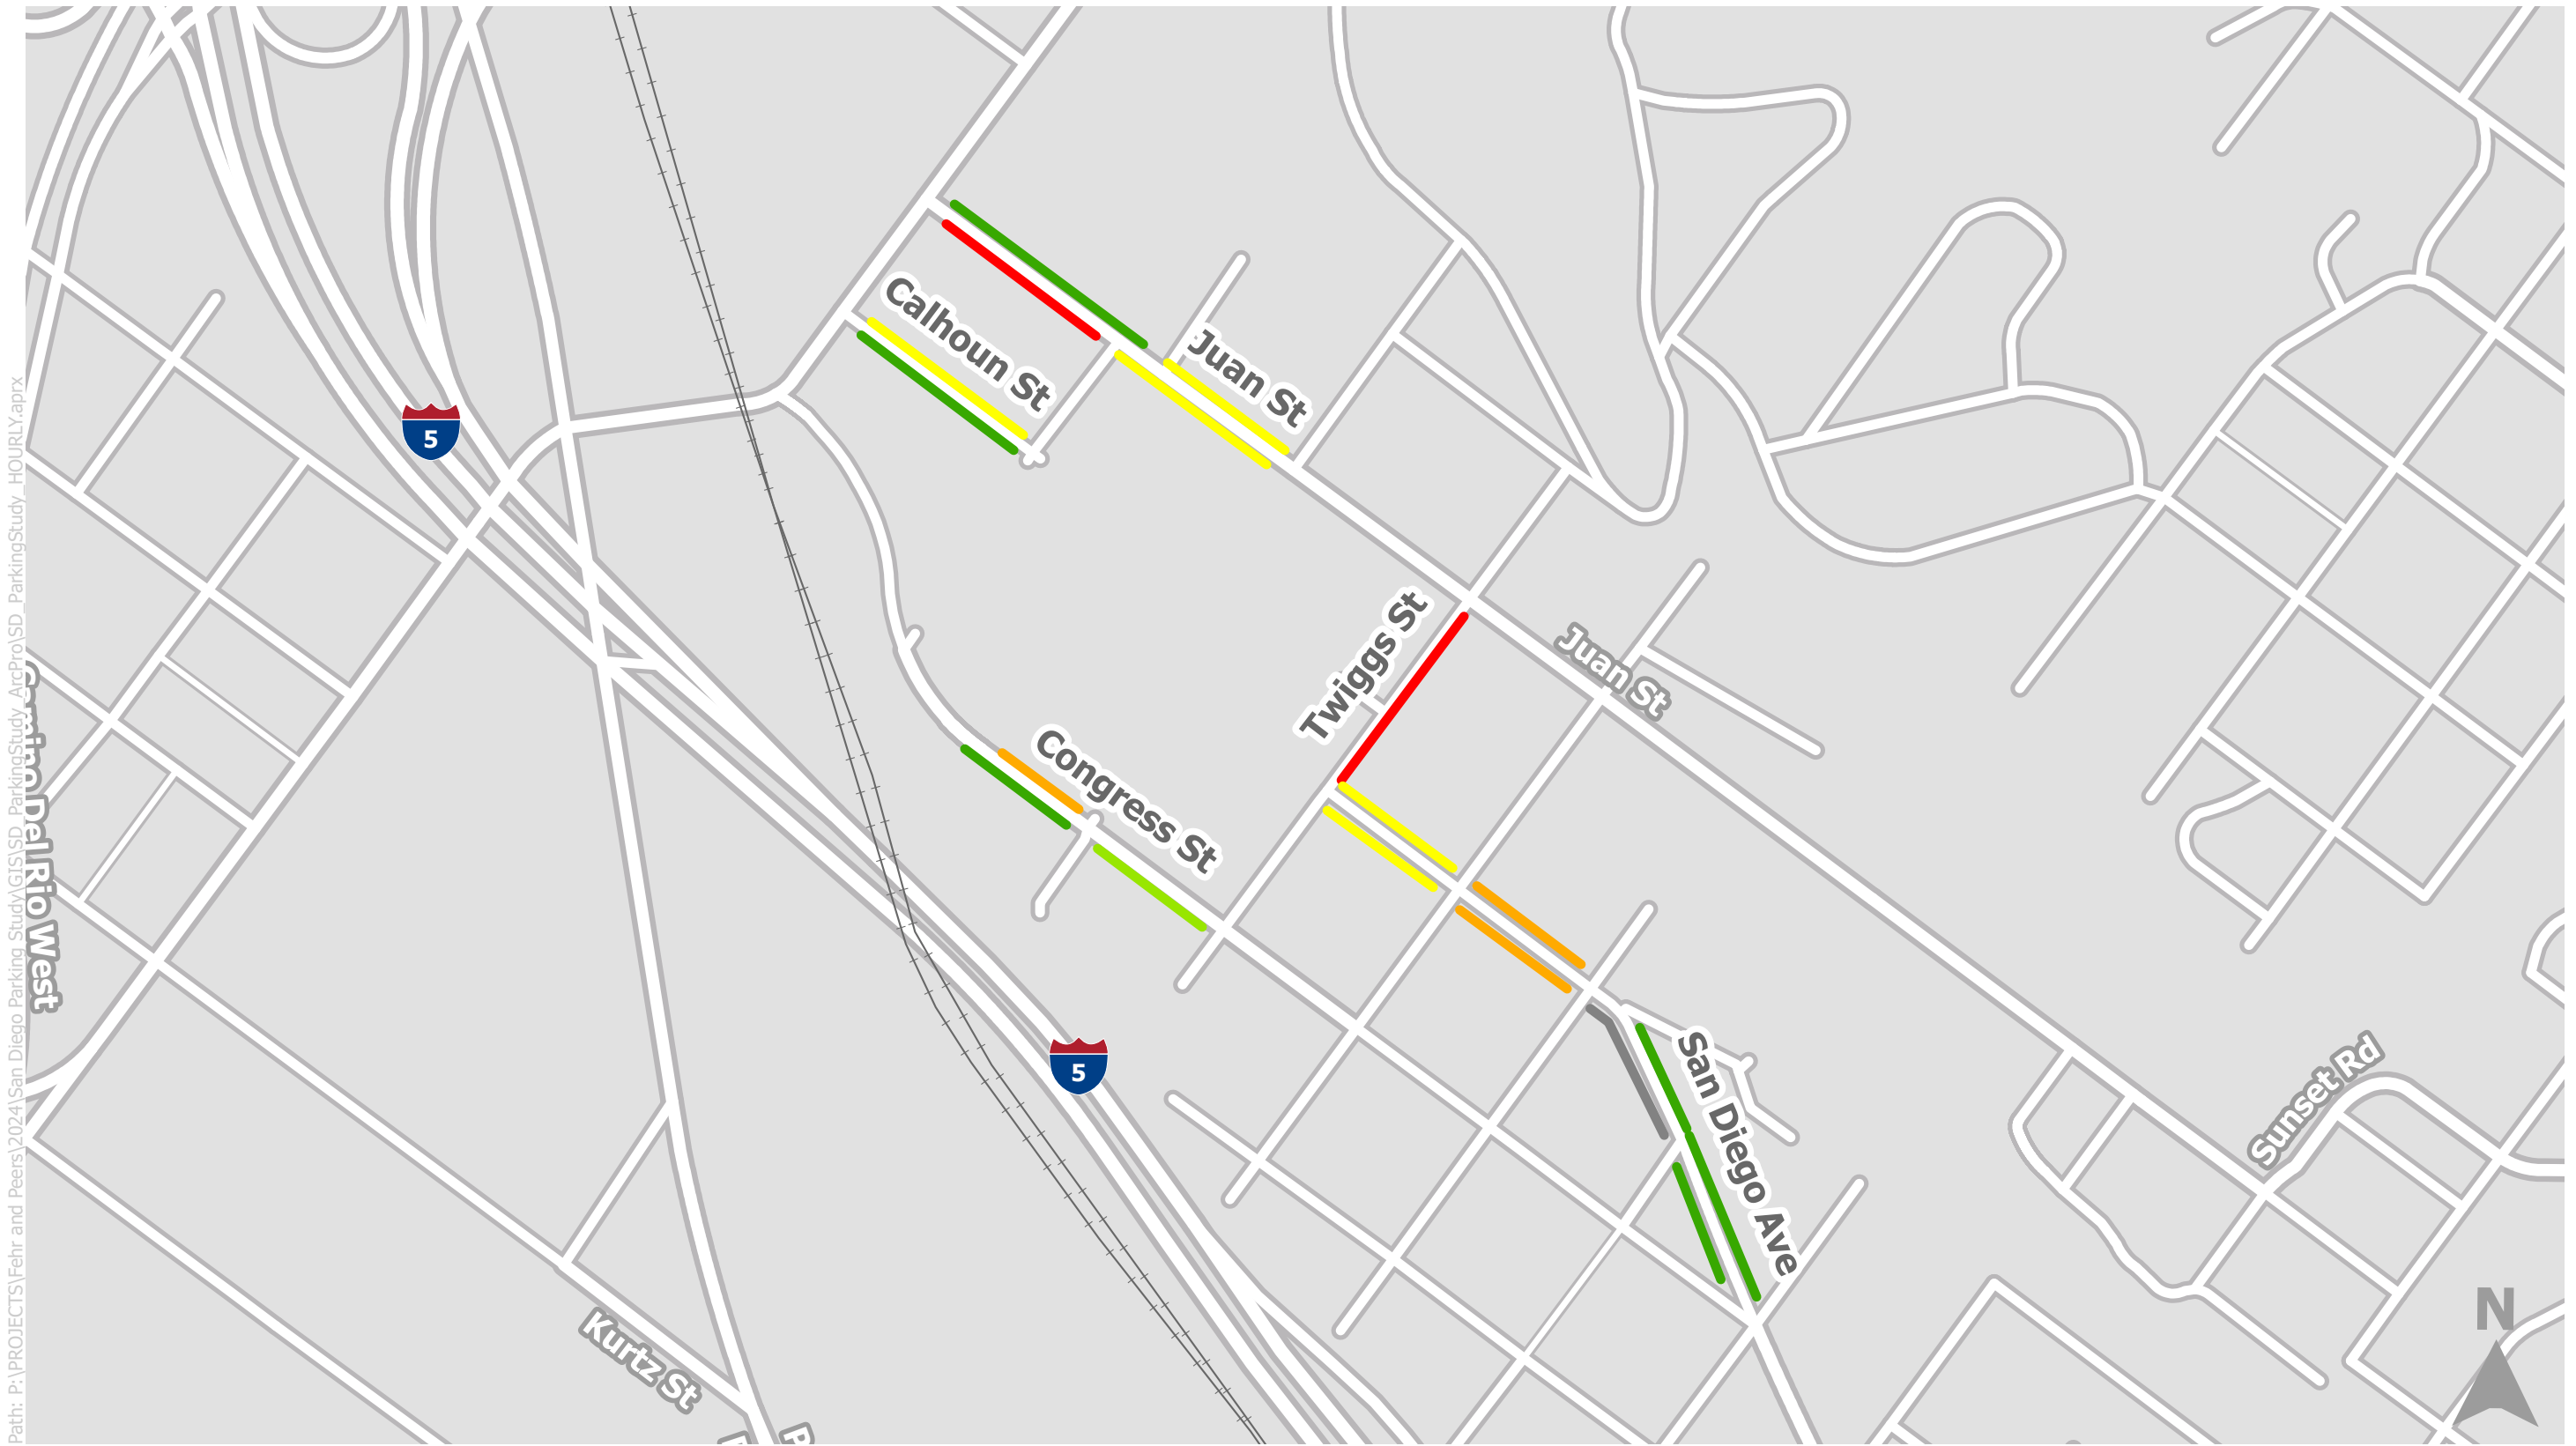 Calhoun St
Juan St
5
Twiggs St
Juan St
Congress St
Camino Del Rio West
San Diego Ave
5
Sunset Rd
N
Kurtz St
P
Path: P:\PROJECTS\Fehr and Peers\2024\San Diego Parking Study\GIS\SD_ParkingStudy_ArcPro\SD_ParkingStudy_HOURLY.aprx